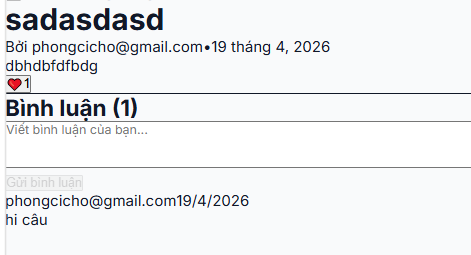 sadasdasd
Bởi phongcicho@gmail.com•19 tháng 4, 2026
dbhdbfdfbdg
1
Bình luận (1)
Viết bình luận của bạn...
Gửi bình luận
phongcicho@gmail.com19/4/2026
hi câu